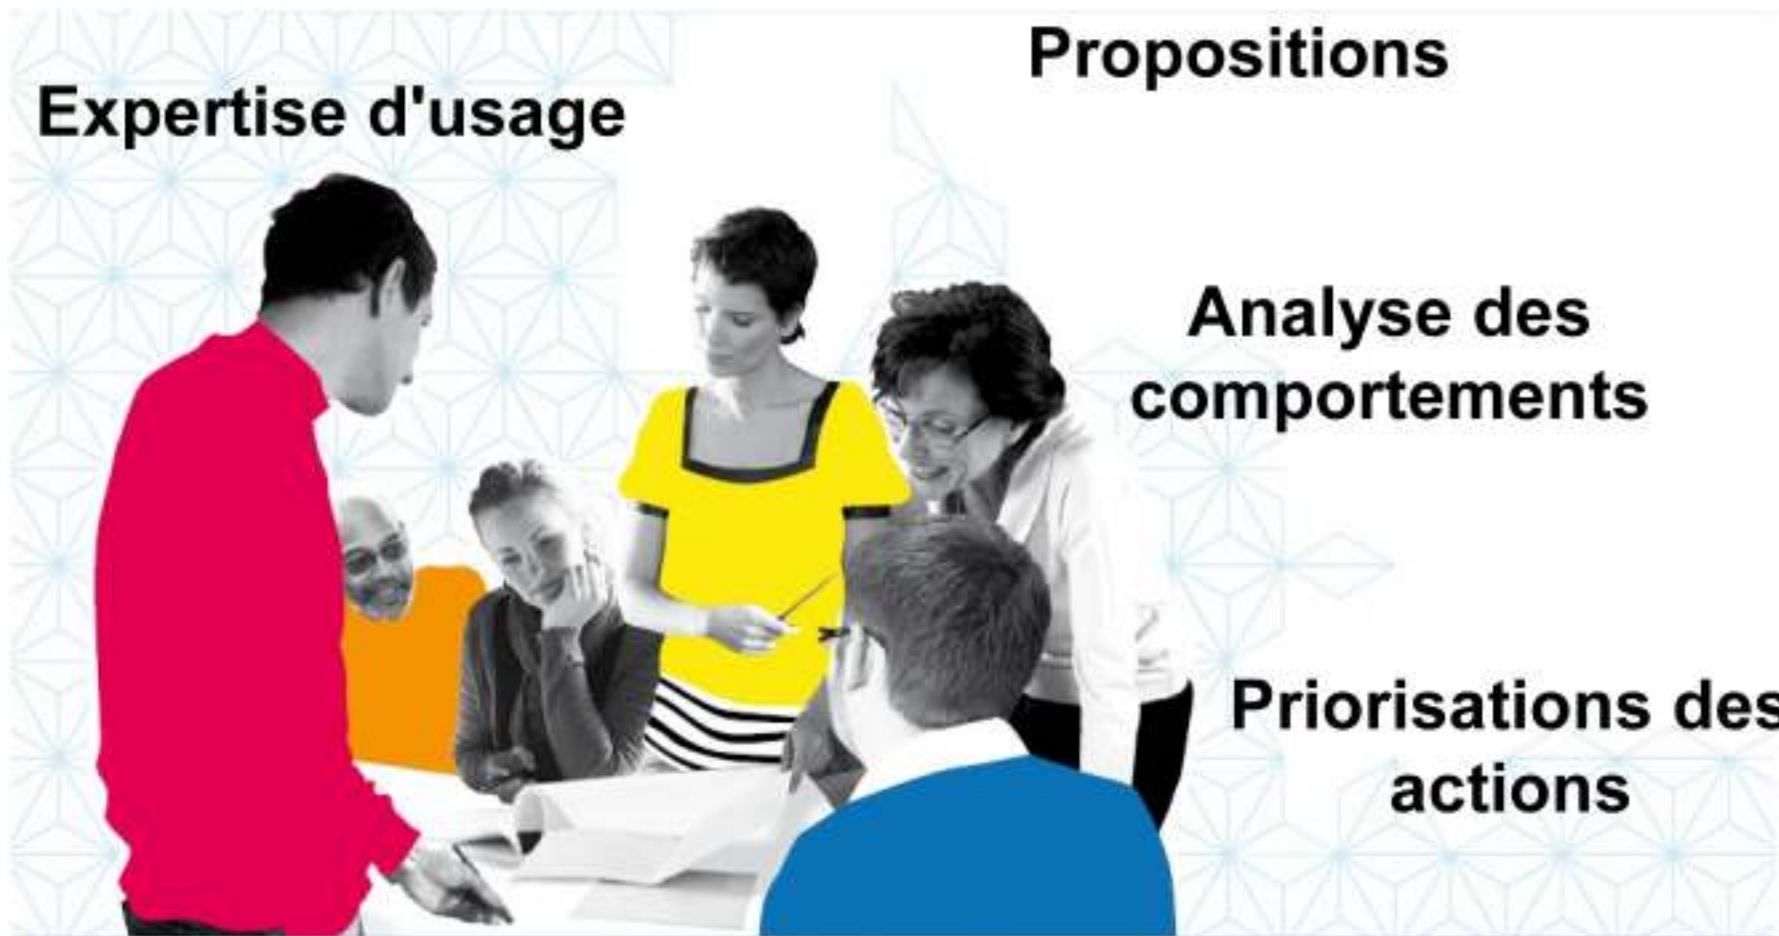 Propositions
Expertise d'usage
Analyse des
comportements
Priorisations des
actions